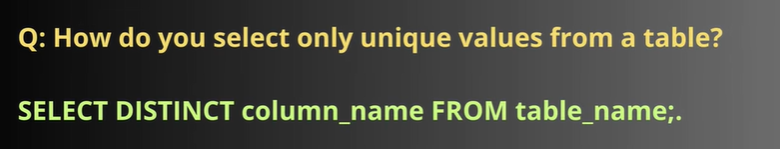 Q: How do you select only unique values from a table?
SELECT DISTINCT column_name FROM table_name;.